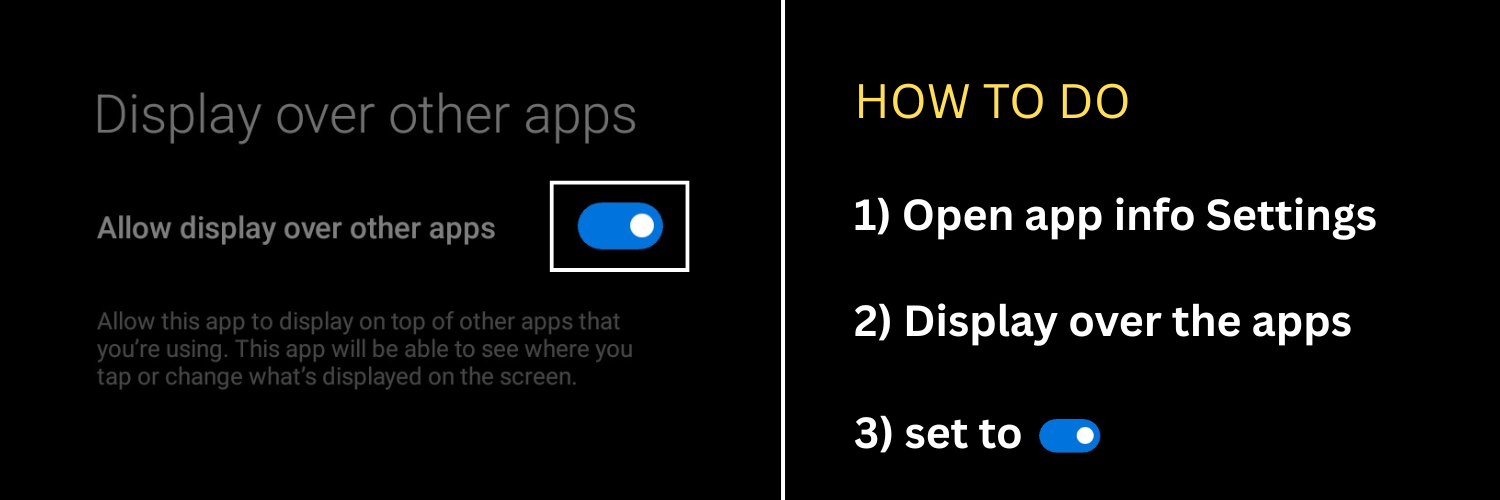 Display over other apps
Allow display over other apps
Allow this app to display on top of other apps that
you're using. This app will be able to see where you
tap or change what's displayed on the screen.
HOW TO DO
1) Open app info Settings
2) Display over the apps
3) set to